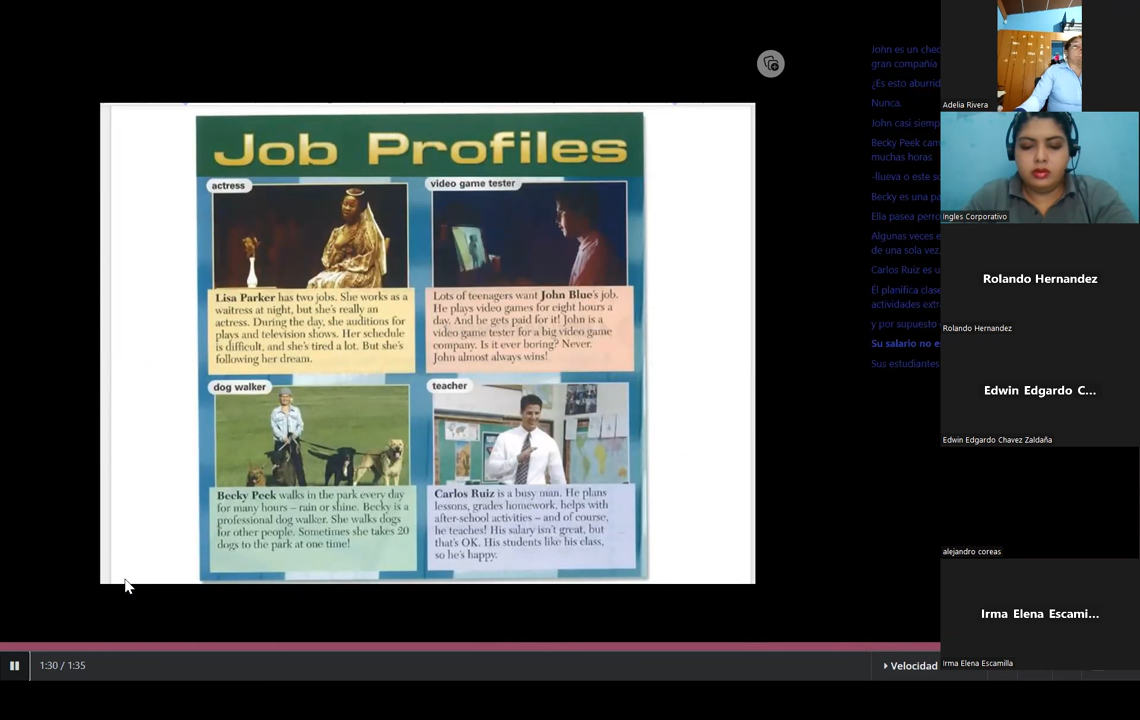 Job Profiles
actress
Lisa Parker has two jobs. She works as a
waitress at night, but she's really an
actress. During the day, she auditions for
plays and television shows. Her schedule
is difficult, and she's tired a lot. But she's
following her dream.
video game tester
Lots of teenagers want John Blue's job.
He plays video games for eight hours a
day. And he gets paid for it! John is a
video game tester for a big video game
company. Is it ever boring? Never.
John almost always wins!
dog walker
Becky Peek walks in the park every day
for many hours – rain or shine. Becky is a
professional dog walker. She walks dogs
for other people. Sometimes she takes 20
dogs to the park at one time!
teacher
Carlos Ruiz is a busy man. He plans
lessons, grades homework, helps with
after-school activities – and of course,
he teaches! His salary isn't great, but
that's OK. His students like his class,
so he's happy.
John es un
gran compañía
¿Es esto
Nunca.
John casi
Becky Peek
muchas horas
Becky es una
Ella pasea
Algunas veces
de una sola vez.
Carlos Ruiz es
Él planifica
actividades
y por supuesto
Su salario no
Sus estudiantes
Adelia Rivera
Ingles Corporativo
Rolando Hernandez
Rolando Hernandez
Edwin Edgardo C...
Edwin Edgardo Chavez Zaldaña
alejandro coreas
Irma Elena Escami...
Irma Elena Escamilla
1:30 / 1:35
Velocidad